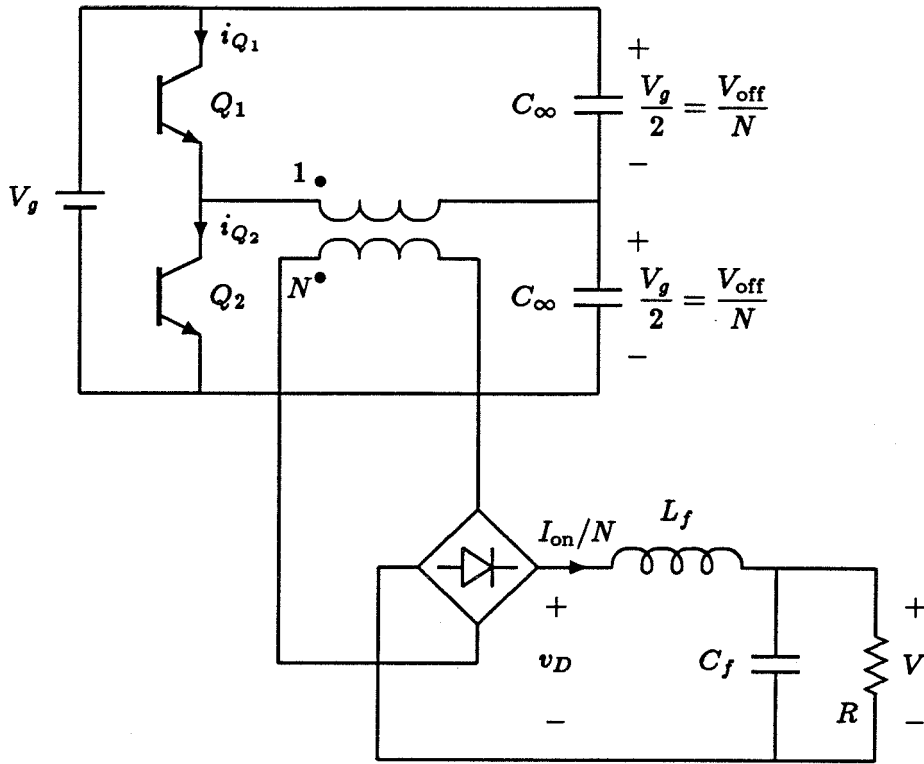 i_{Q_1}
+
Q_1
C_∞
V_g/2 = V_off/N
−
1
V_g
i_{Q_2}
+
N
Q_2
C_∞
V_g/2 = V_off/N
−
I_on/N
L_f
+
+
v_D
C_f
V
−
R
−